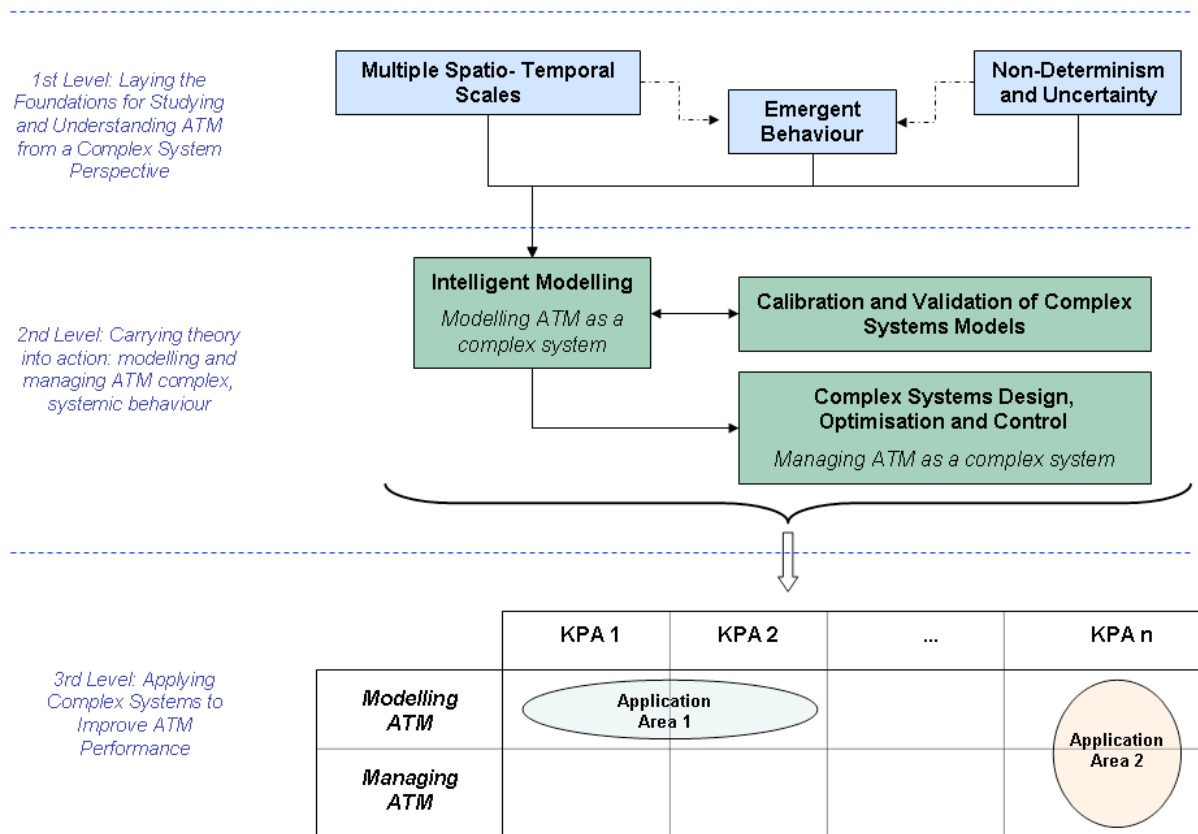 1st Level: Laying the
Foundations for Studying
and Understanding ATM
from a Complex System
Perspective
Multiple Spatio- Temporal
Scales
Emergent
Behaviour
Non-Determinism
and Uncertainty
2nd Level: Carrying theory
into action: modelling and
managing ATM complex,
systemic behaviour
Intelligent Modelling
Modelling ATM as a
complex system
Calibration and Validation of Complex
Systems Models
Complex Systems Design,
Optimisation and Control
Managing ATM as a complex system
3rd Level: Applying
Complex Systems to
Improve ATM
Performance
KPA 1
KPA 2
...
KPA n
Modelling
ATM
Application
Area 1
Application
Area 2
Managing
ATM